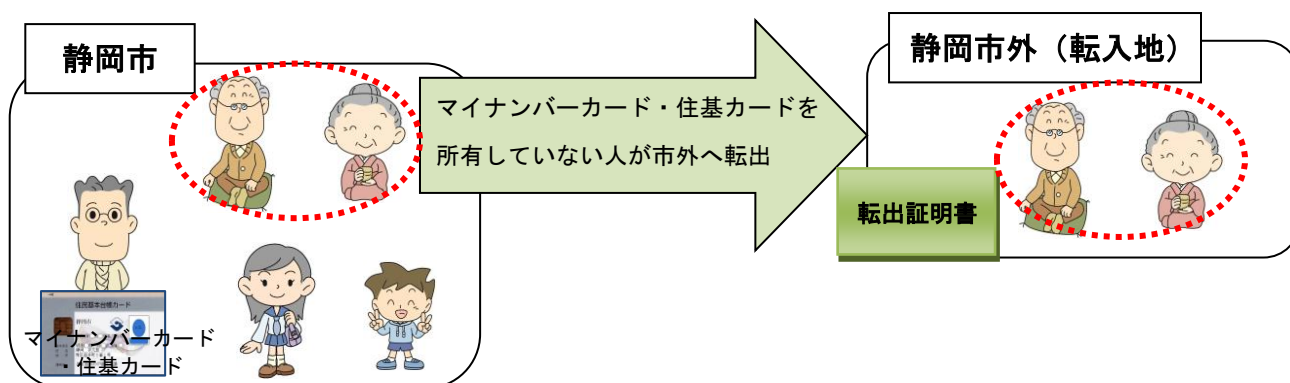 静岡市
マイナンバーカード・住基カードを
所有していない人が市外へ転出
静岡市外(転入地)
転出証明書
住民基本台帳カード
マイナンバーカード
・住基カード